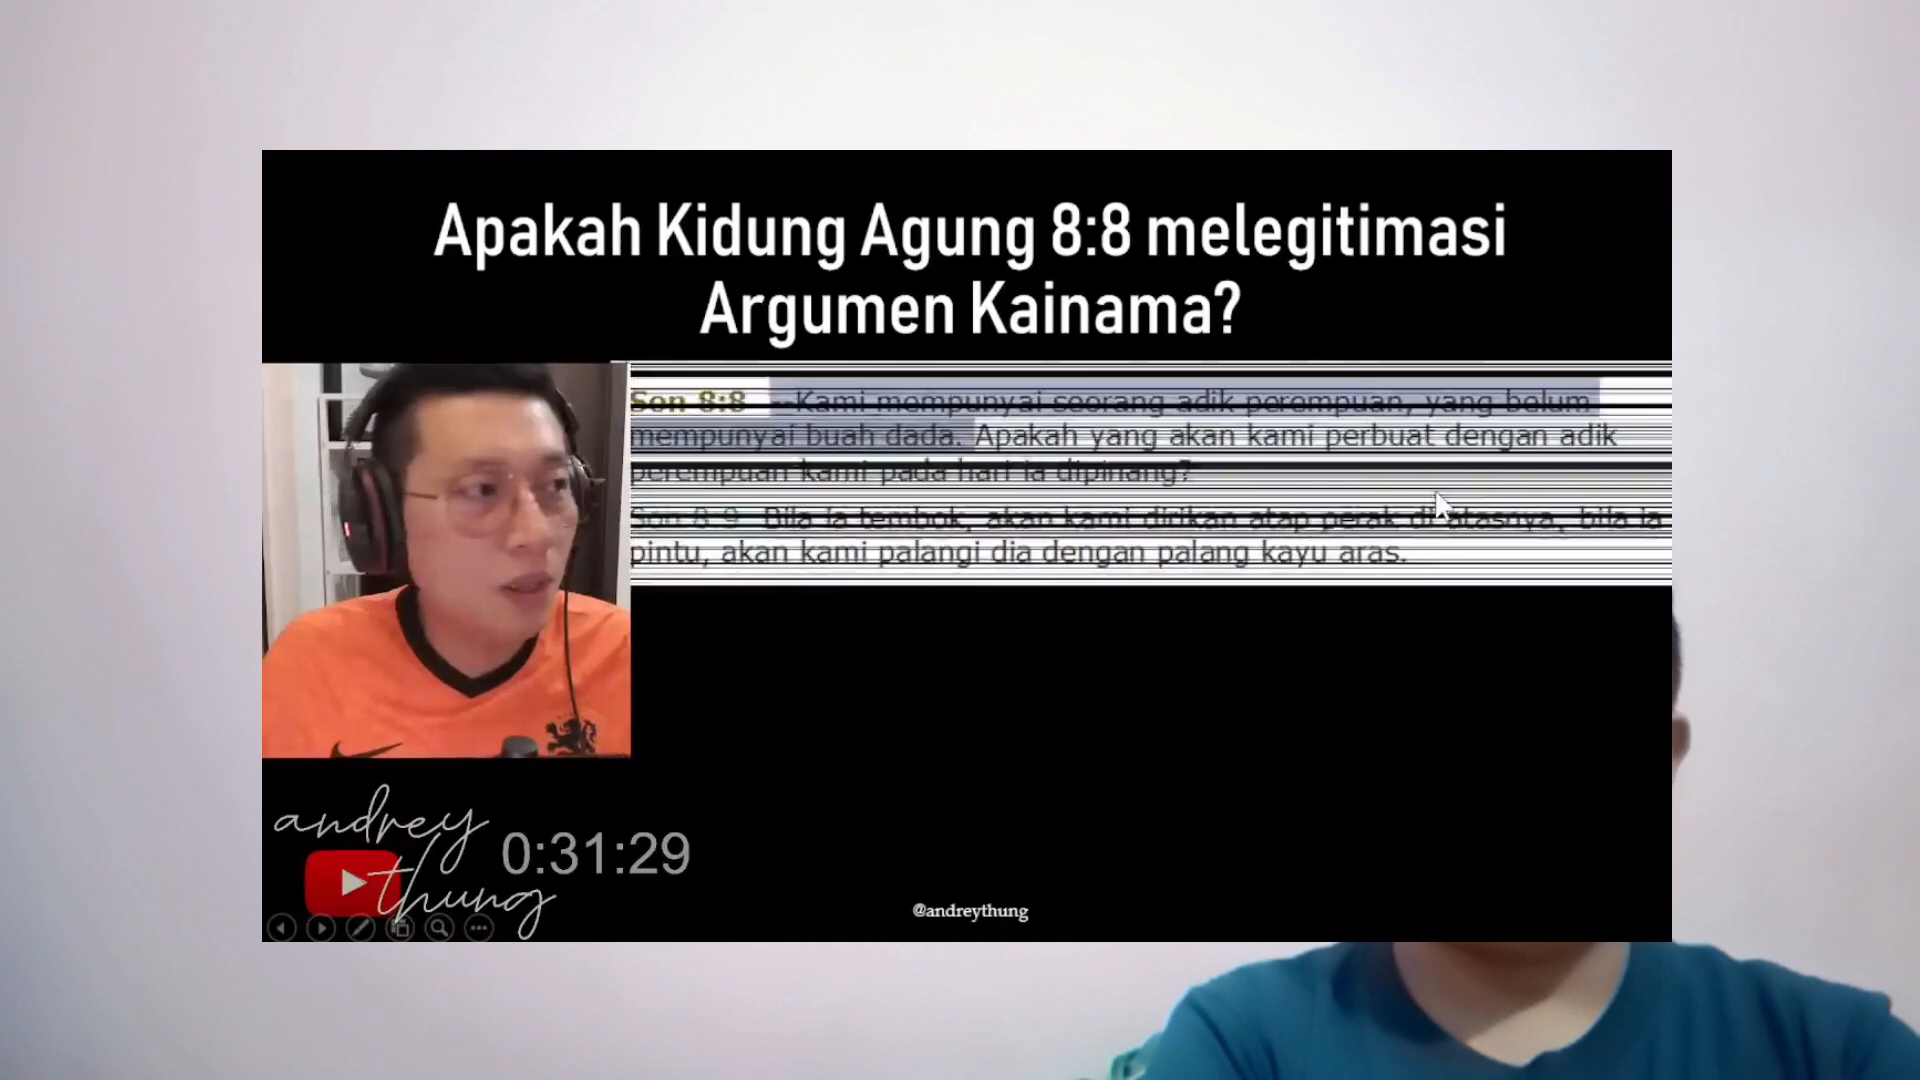 Apakah Kidung Agung 8:8 melegitimasi
Argumen Kainama?
Son 8:8 --Kami mempunyai seorang adik perempuan, yang belum
mempunyai buah dada. Apakah yang akan kami perbuat dengan adik
perempuan kami pada hari ia dipinang?
Son 8:9 Bila ia tembok, akan kami dirikan atap perak di atasnya, bila ia
pintu, akan kami palangi dia dengan palang kayu aras.
andrey
thung
0:31:29
@andreythung